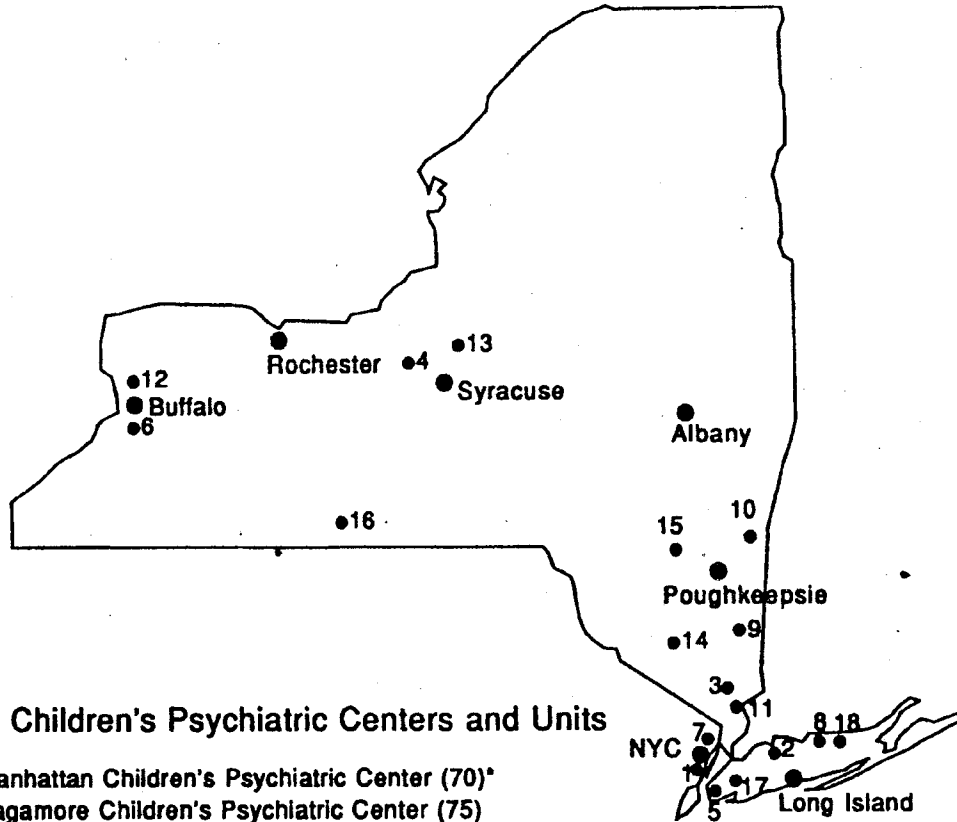 13
4
Rochester
Syracuse
12
Buffalo
6
Albany
16
15
10
Poughkeepsie
14
9
3
11
Children's Psychiatric Centers and Units
7
NYC
1
8
18
2
17
5
Long Island
anhattan Children's Psychiatric Center (70)*
agamore Children's Psychiatric Center (75)